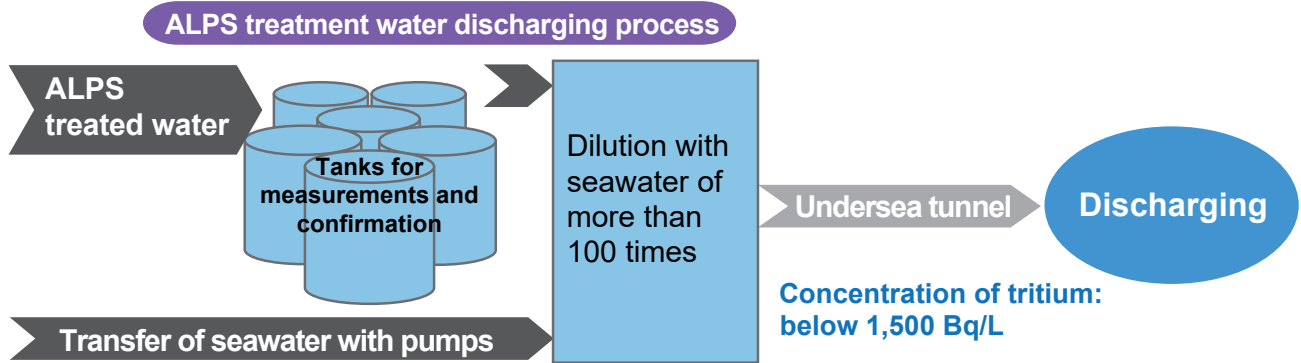 ALPS treatment water discharging process
ALPS
treated water
Tanks for
measurements and
confirmation
Transfer of seawater with pumps
Dilution with
seawater of
more than
100 times
Undersea tunnel
Discharging
Concentration of tritium:
below 1,500 Bq/L